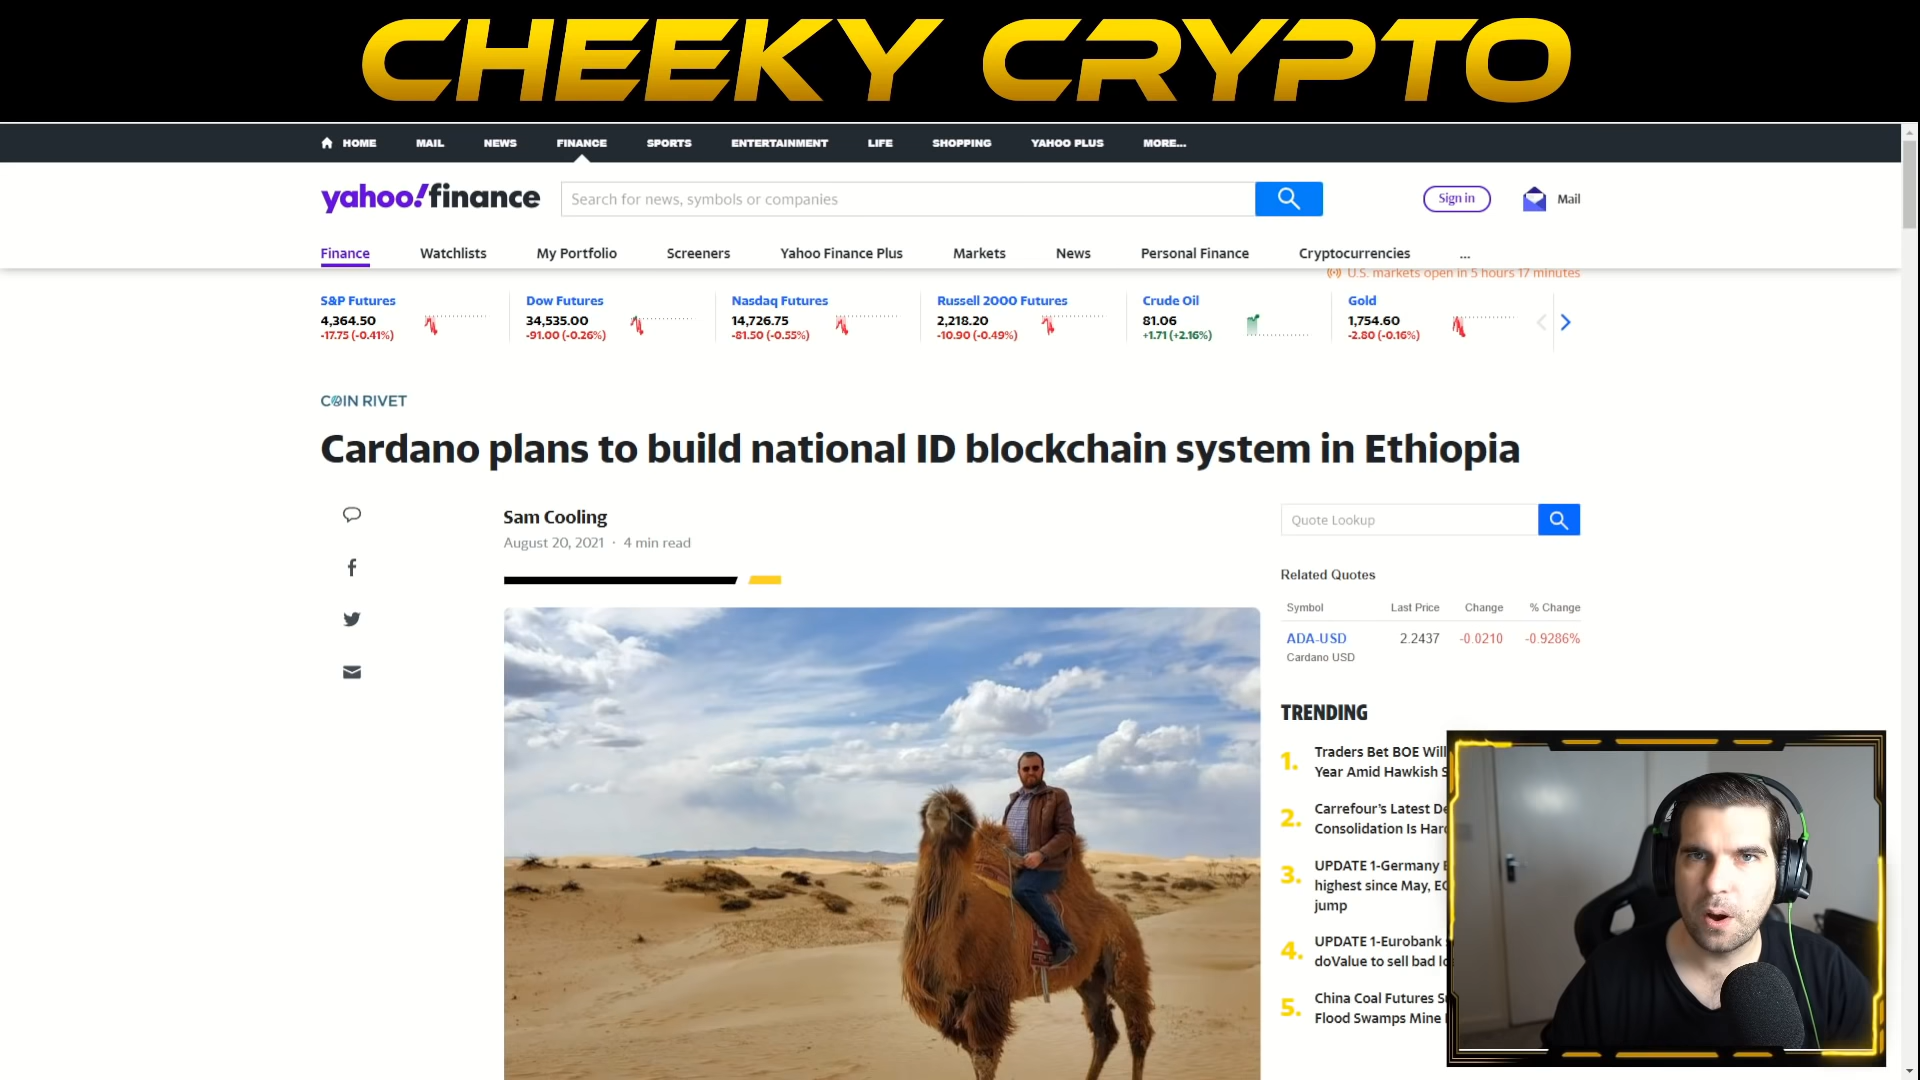 CHEEKY CRYPTO
HOME MAIL NEWS FINANCE SPORTS ENTERTAINMENT LIFE SHOPPING YAHOO PLUS MORE...
yahoo!finance Search for news, symbols or companies Sign in Mail
Finance Watchlists My Portfolio Screeners Yahoo Finance Plus Markets News Personal Finance Cryptocurrencies ...
U.S. markets open in 5 hours 17 minutes
S&P Futures Dow Futures Nasdaq Futures Russell 2000 Futures Crude Oil Gold
4,364.50 34,535.00 14,726.75 2,218.20 81.06 1,754.60
-17.75 (-0.41%) -91.00 (-0.26%) -81.50 (-0.55%) -10.90 (-0.49%) +1.71 (+2.16%) -2.80 (-0.16%)
COIN RIVET
Cardano plans to build national ID blockchain system in Ethiopia
Sam Cooling
August 20, 2021 · 4 min read
Quote Lookup
Related Quotes
Symbol Last Price Change % Change
ADA-USD 2.2437 -0.0210 -0.9286%
Cardano USD
TRENDING
1. Traders Bet BOE Will
Year Amid Hawkish
2. Carrefour's Latest
Consolidation Is
3. UPDATE 1-Germany
highest since May,
jump
4. UPDATE 1-Eurobank
doValue to sell bad
5. China Coal Futures
Flood Swamps Mine